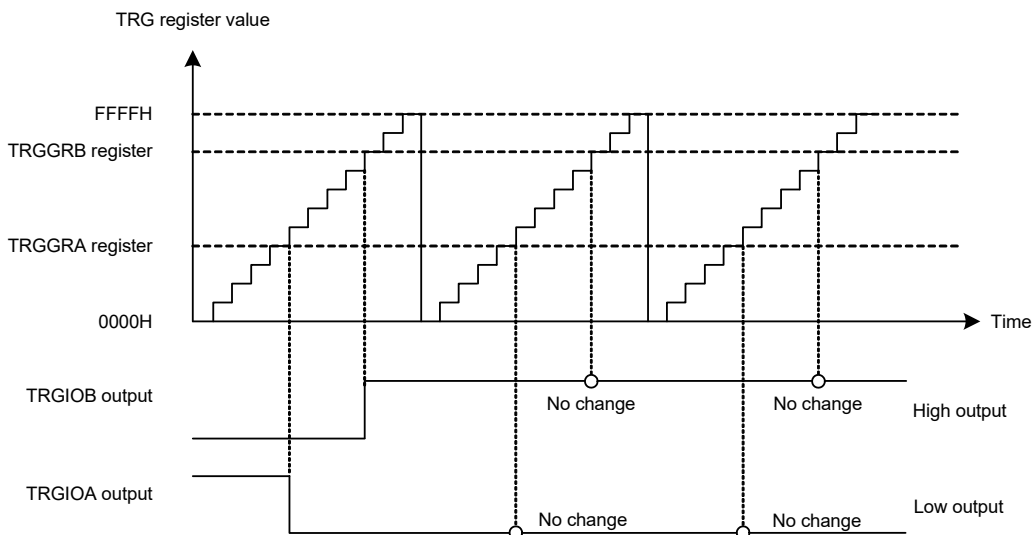 TRG register value
FFFFH
TRGGRB register
TRGGRA register
0000H
Time
TRGIOB output
No change
No change
High output
TRGIOA output
No change
No change
Low output